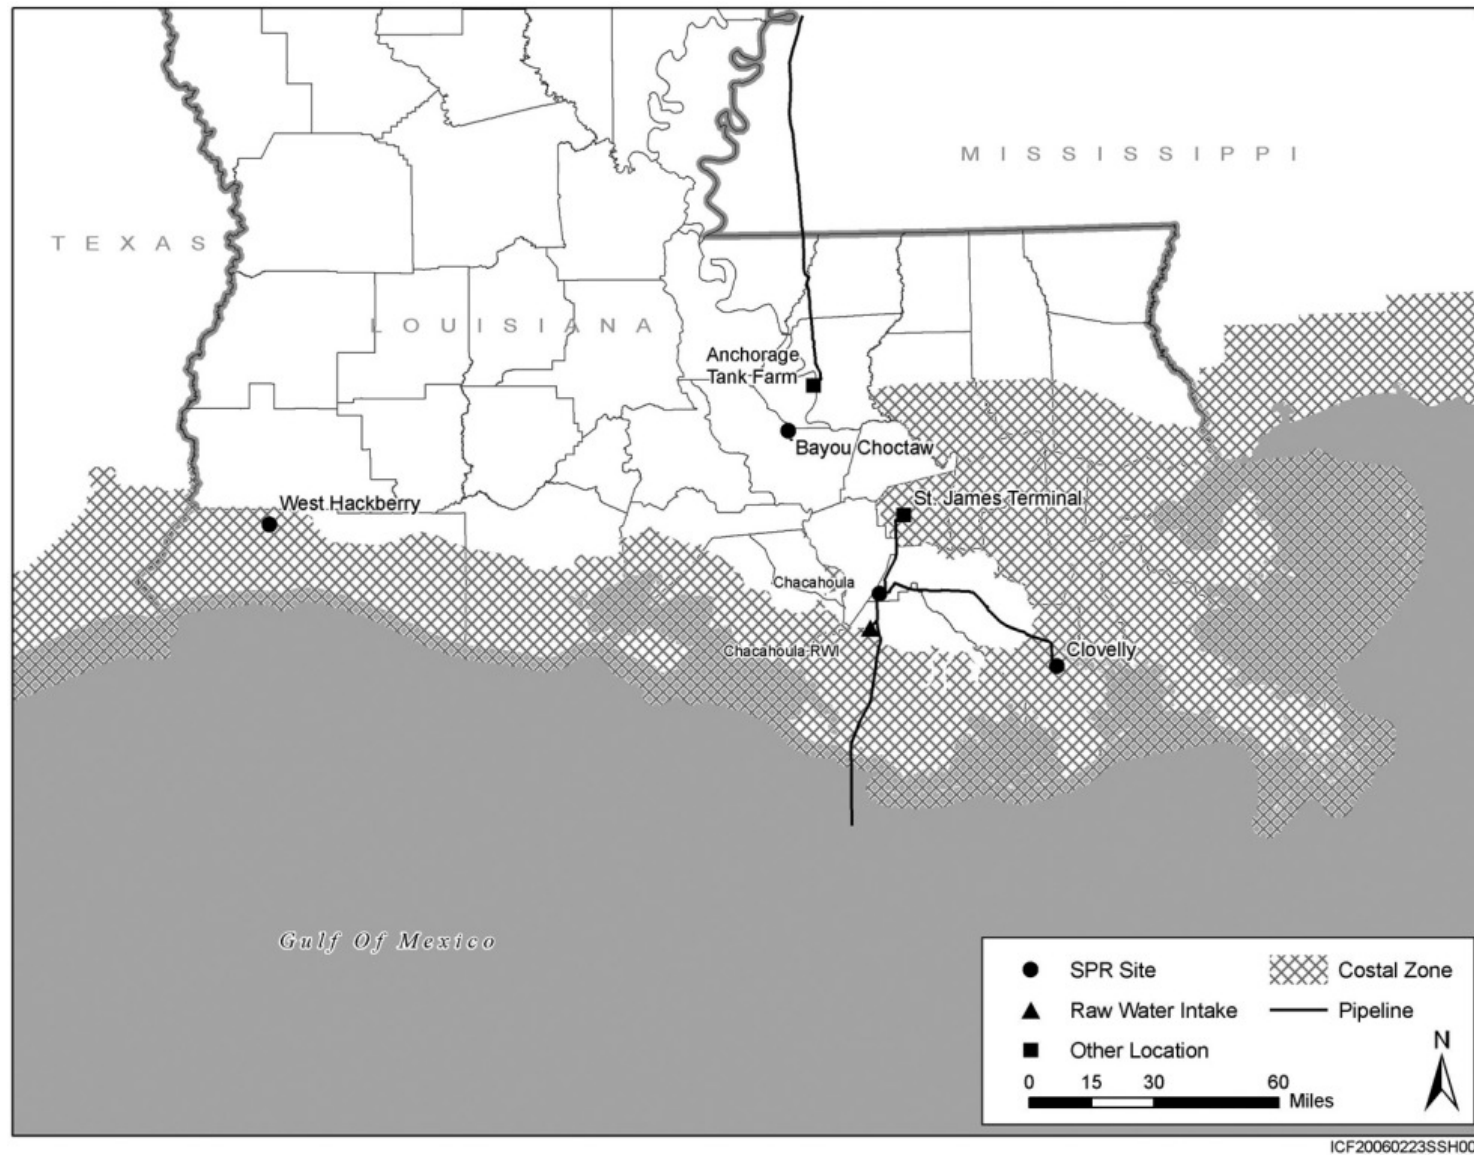 MISSISSIPPI
TEXAS
LOUISIANA
Anchorage
Tank Farm
Bayou Choctaw
West Hackberry
St. James Terminal
Chacahoula
Chacahoula RWI
Clovelly
Gulf Of Mexico
SPR Site
Costal Zone
Raw Water Intake
Pipeline
Other Location
N
0 15 30 60
Miles
ICF20060223SSH00